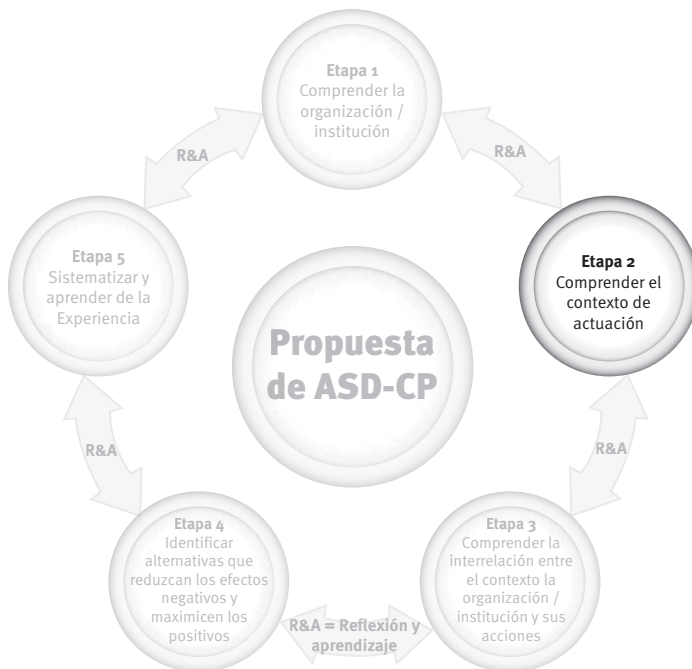 Etapa 1
Comprender la
organización /
institución
R&A
R&A
Etapa 5
Sistematizar y
aprender de la
Experiencia
Etapa 2
Comprender el
contexto de
actuación
Propuesta
de ASD-CP
R&A
R&A
Etapa 4
Identificar
alternativas que
reduzcan los efectos
negativos y
maximicen los
positivos
Etapa 3
Comprender la
interrelación entre
el contexto la
organización /
institución y sus
acciones
R&A = Reflexión y
aprendizaje